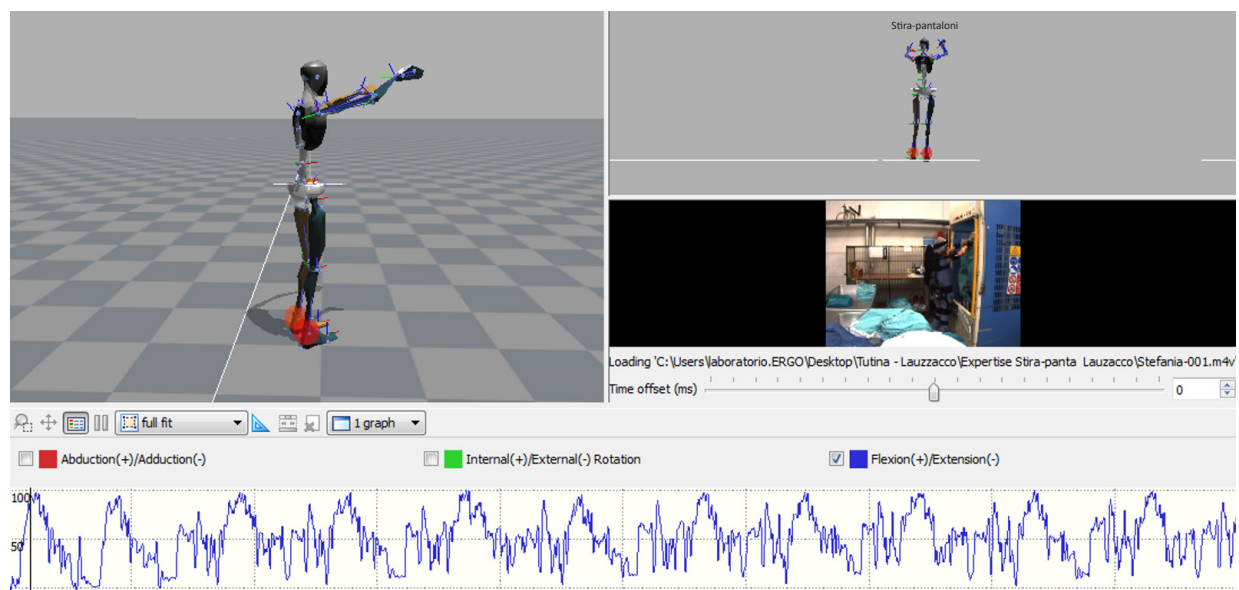 Stira-pantaloni
Loading 'C:\Users\laboratorio.ERGO\Desktop\Tutina - Lauzzacco\Expertise Stira-panta Lauzacco\Stefania-001.m4v'
Time offset (ms)
0
full fit
1 graph
Abduction(+)/Adduction(-)
Internal(+)/External(-) Rotation
Flexion(+)/Extension(-)
100
50